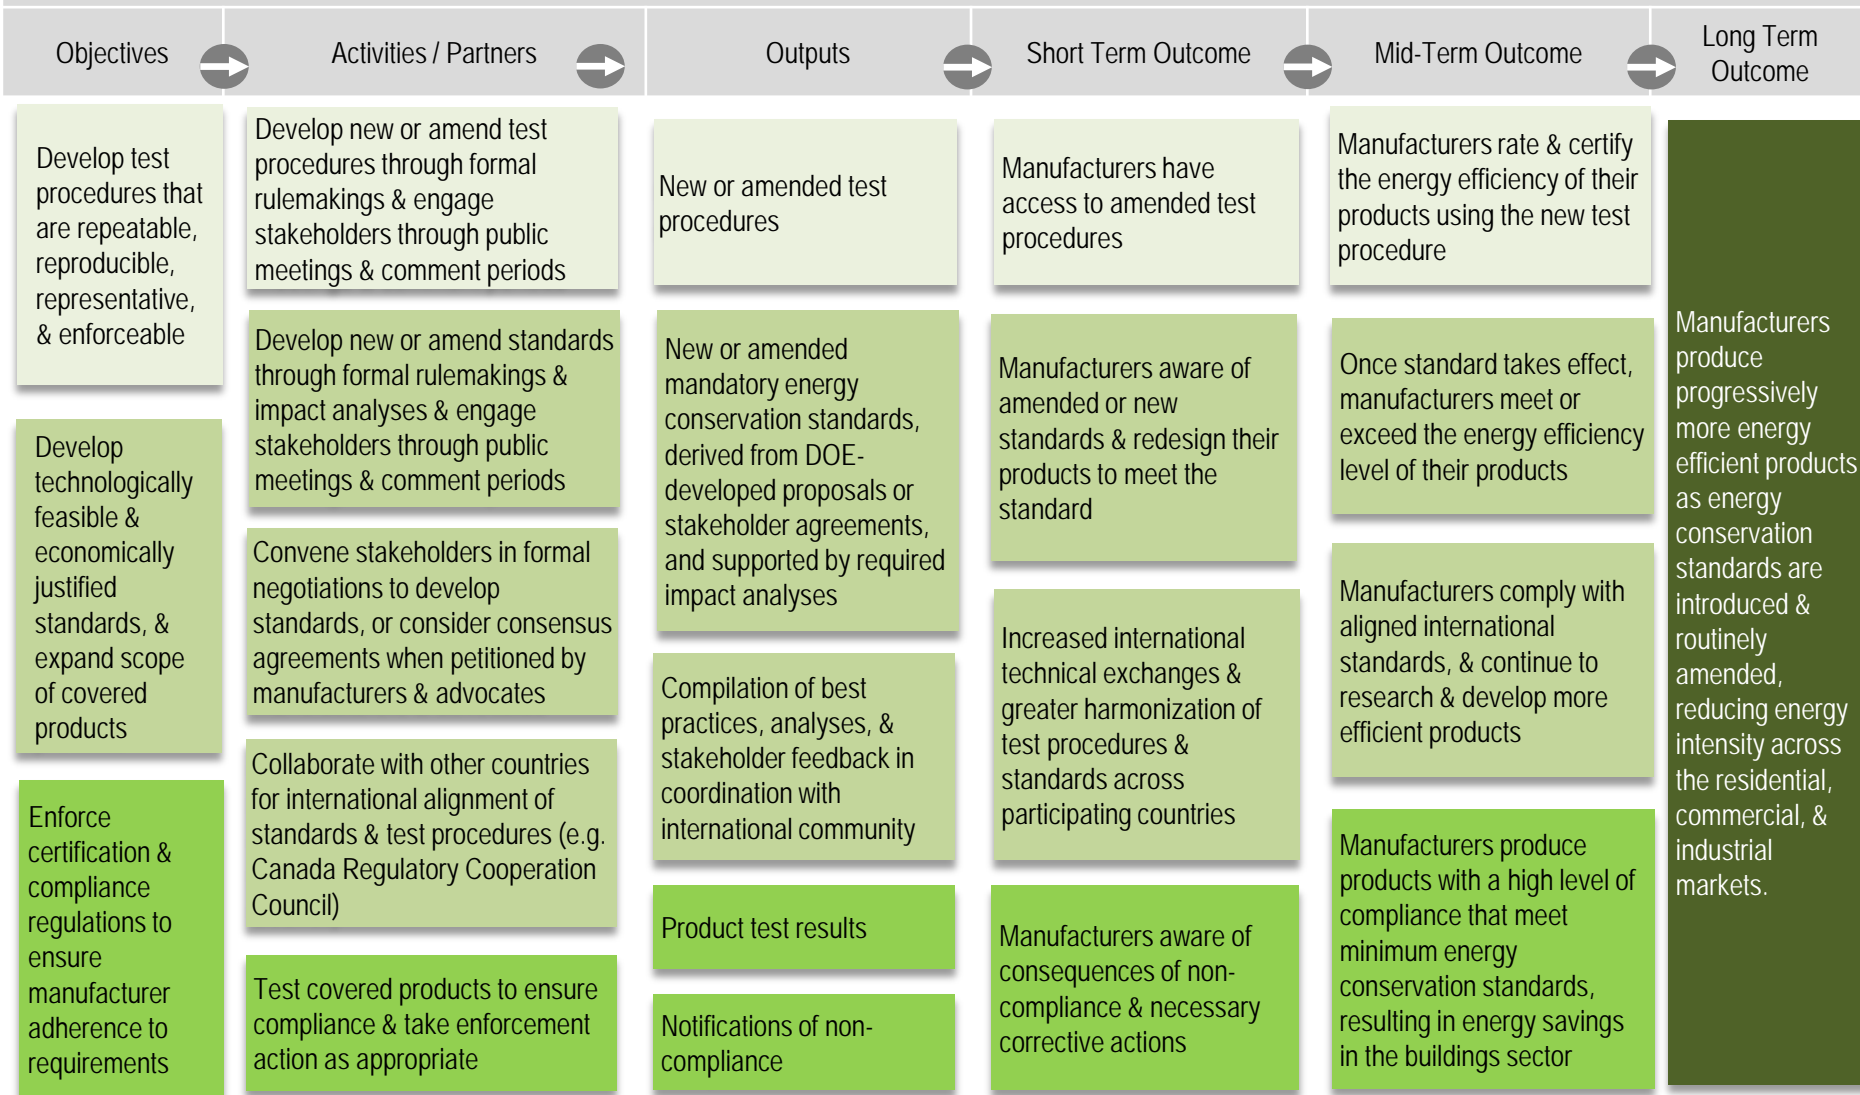 Objectives
Activities / Partners
Outputs
Short Term Outcome
Mid-Term Outcome
Long Term
Outcome
Develop test
procedures that
are repeatable,
reproducible,
representative,
& enforceable
Develop
technologically
feasible &
economically
justified
standards, &
expand scope
of covered
products
Enforce
certification &
compliance
regulations to
ensure
manufacturer
adherence to
requirements
Develop new or amend test
procedures through formal
rulemakings & engage
stakeholders through public
meetings & comment periods
Develop new or amend standards
through formal rulemakings &
impact analyses & engage
stakeholders through public
meetings & comment periods
Convene stakeholders in formal
negotiations to develop
standards, or consider consensus
agreements when petitioned by
manufacturers & advocates
Collaborate with other countries
for international alignment of
standards & test procedures (e.g.
Canada Regulatory Cooperation
Council)
Test covered products to ensure
compliance & take enforcement
action as appropriate
New or amended test
procedures
New or amended
mandatory energy
conservation standards,
derived from DOE-
developed proposals or
stakeholder agreements,
and supported by required
impact analyses
Compilation of best
practices, analyses, &
stakeholder feedback in
coordination with
international community
Product test results
Notifications of non-
compliance
Manufacturers have
access to amended test
procedures
Manufacturers aware of
amended or new
standards & redesign their
products to meet the
standard
Increased international
technical exchanges &
greater harmonization of
test procedures &
standards across
participating countries
Manufacturers aware of
consequences of non-
compliance & necessary
corrective actions
Manufacturers rate & certify
the energy efficiency of their
products using the new test
procedure
Once standard takes effect,
manufacturers meet or
exceed the energy efficiency
level of their products
Manufacturers comply with
aligned international
standards, & continue to
research & develop more
efficient products
Manufacturers produce
products with a high level of
compliance that meet
minimum energy
conservation standards,
resulting in energy savings
in the buildings sector
Manufacturers
produce
progressively
more energy
efficient products
as energy
conservation
standards are
introduced &
routinely
amended,
reducing energy
intensity across
the residential,
commercial, &
industrial
markets.